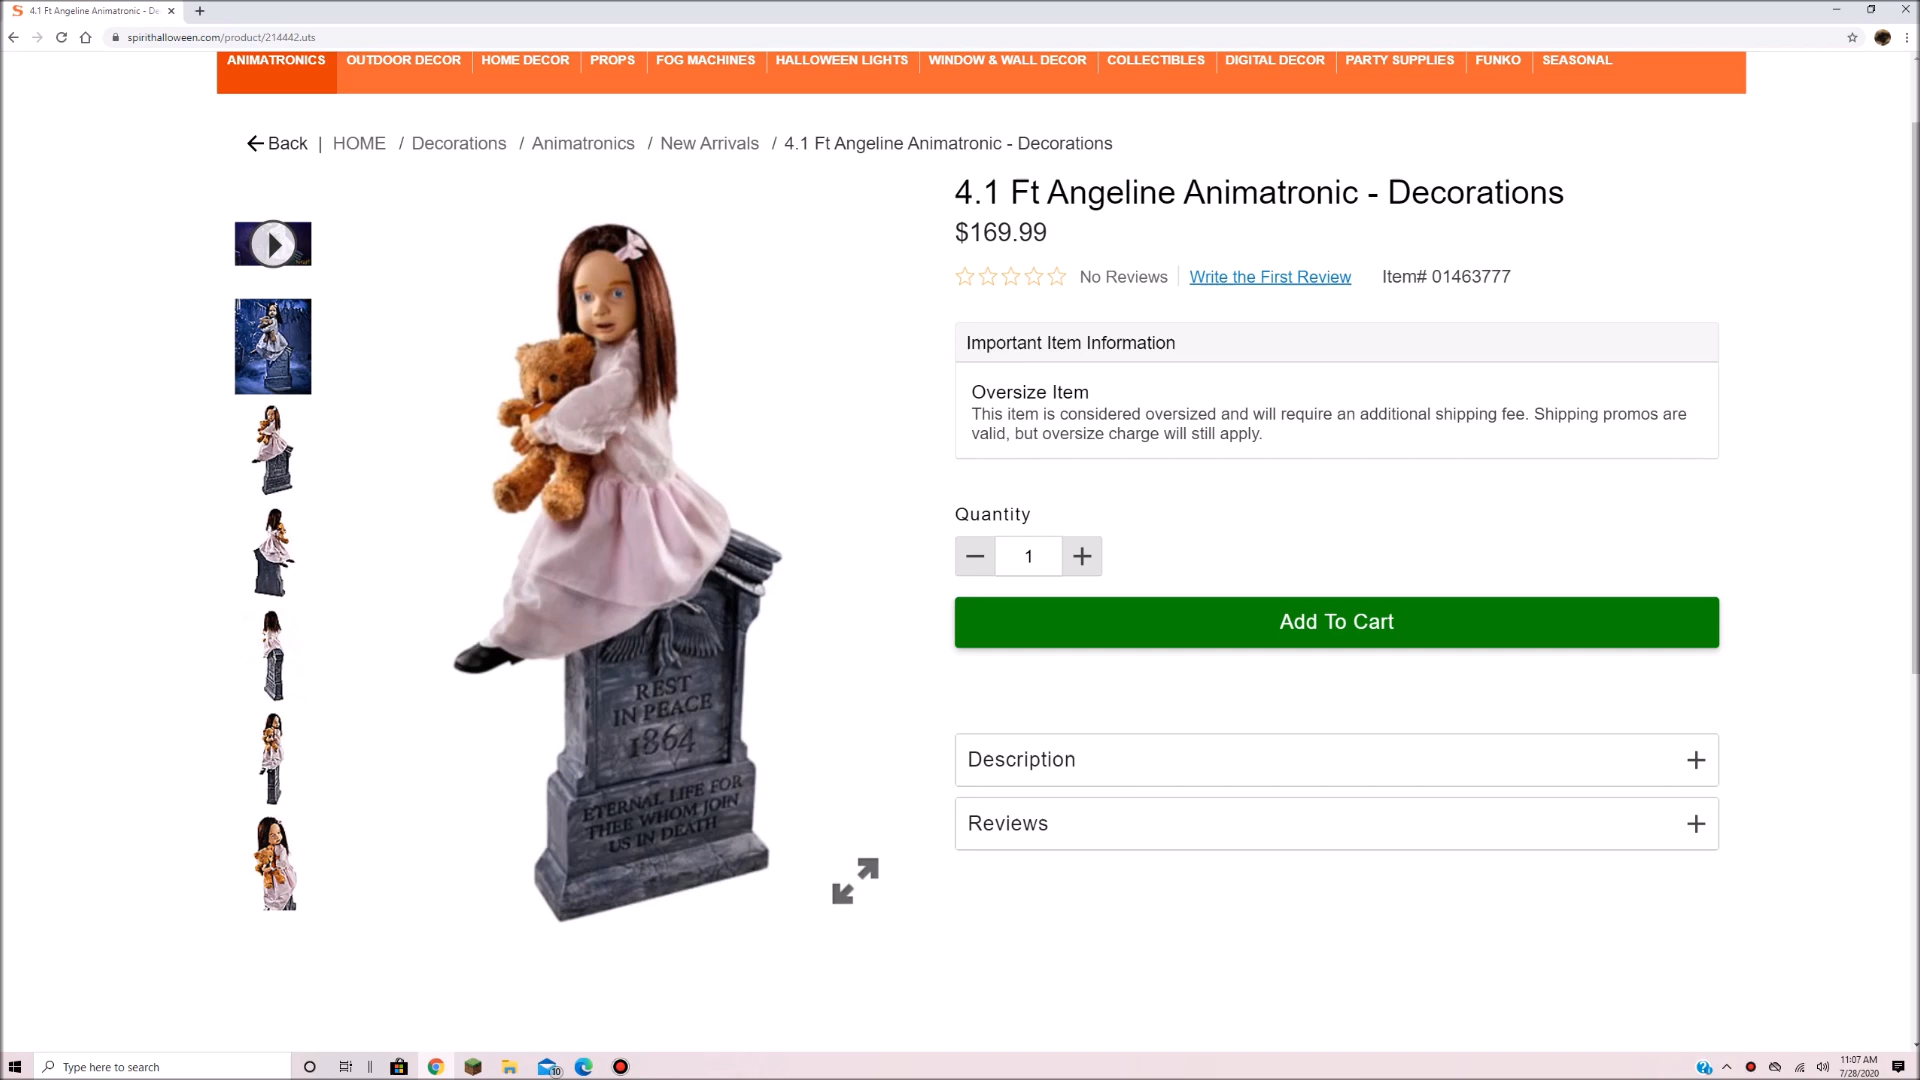 4.1 Ft Angeline Animatronic - De
spirithalloween.com/product/214442.uts
ANIMATRONICS
OUTDOOR DECOR
HOME DECOR
PROPS
FOG MACHINES
HALLOWEEN LIGHTS
WINDOW & WALL DECOR
COLLECTIBLES
DIGITAL DECOR
PARTY SUPPLIES
FUNKO
SEASONAL
Back | HOME / Decorations / Animatronics / New Arrivals / 4.1 Ft Angeline Animatronic - Decorations
4.1 Ft Angeline Animatronic - Decorations
$169.99
No Reviews
Write the First Review
Item# 01463777
Important Item Information
Oversize Item
This item is considered oversized and will require an additional shipping fee. Shipping promos are
valid, but oversize charge will still apply.
Quantity
1
Add To Cart
Description
Reviews
REST
IN PEACE
1864
ETERNAL LIFE FOR
THEE WHOM JOIN
US IN DEATH
Type here to search
10
11:07 AM
7/28/2020